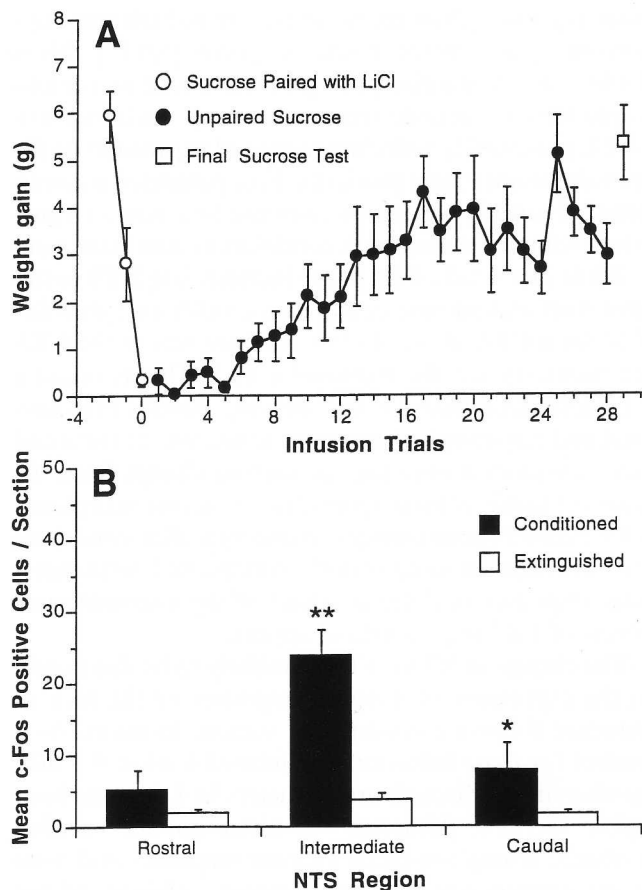 A
Sucrose Paired with LiCl
Unpaired Sucrose
Final Sucrose Test
Weight gain (g)
8
7
6
5
4
3
2
1
0
-4 0 4 8 12 16 20 24 28
Infusion Trials
B
Conditioned
Extinguished
Mean c-Fos Positive Cells / Section
50
40
30
20
10
0
**
*
Rostral Intermediate Caudal
NTS Region